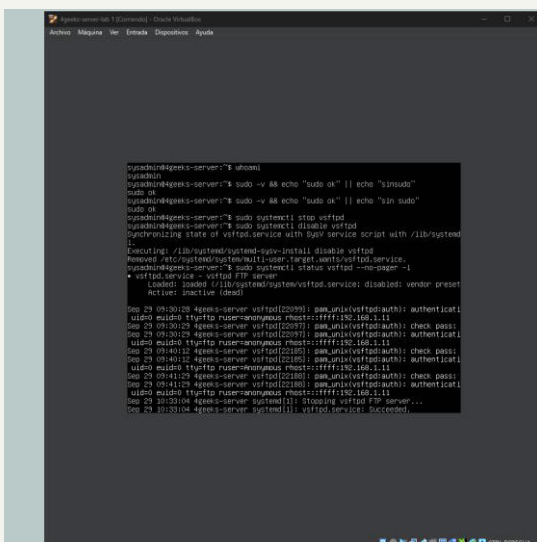 4geeks-server-lab 1 [Corriendo] - Oracle VirtualBox
Archivo Máquina Ver Entrada Dispositivos Ayuda
sysadmin@4geeks-server:~$ whoami
sysadmin
sysadmin@4geeks-server:~$ sudo -v && echo "sudo ok" || echo "sinsudo"
sudo ok
sysadmin@4geeks-server:~$ sudo -v && echo "sudo ok" || echo "sin sudo"
sudo ok
sysadmin@4geeks-server:~$ sudo systemctl stop vsftpd
sysadmin@4geeks-server:~$ sudo systemctl disable vsftpd
Synchronizing state of vsftpd.service with SysV service script with /lib/systemd
l.
Executing: /lib/systemd/systemd-sysv-install disable vsftpd
Removed /etc/systemd/system/multi-user.target.wants/vsftpd.service.
sysadmin@4geeks-server:~$ sudo systemctl status vsftpd --no-pager -l
● vsftpd.service - vsftpd FTP server
Loaded: loaded (/lib/systemd/system/vsftpd.service; disabled; vendor preset
Active: inactive (dead)
Sep 29 09:30:28 4geeks-server vsftpd[22099]: pam_unix(vsftpd:auth): authenticati
uid=0 euid=0 tty=ftp ruser=anonymous rhost=::ffff:192.168.1.11
Sep 29 09:30:29 4geeks-server vsftpd[22097]: pam_unix(vsftpd:auth): check pass;
Sep 29 09:30:29 4geeks-server vsftpd[22097]: pam_unix(vsftpd:auth): authenticati
uid=0 euid=0 tty=ftp ruser=anonymous rhost=::ffff:192.168.1.11
Sep 29 09:40:12 4geeks-server vsftpd[22185]: pam_unix(vsftpd:auth): check pass;
Sep 29 09:40:12 4geeks-server vsftpd[22185]: pam_unix(vsftpd:auth): authenticati
uid=0 euid=0 tty=ftp ruser=Anonymous rhost=::ffff:192.168.1.11
Sep 29 09:41:29 4geeks-server vsftpd[22188]: pam_unix(vsftpd:auth): check pass;
Sep 29 09:41:29 4geeks-server vsftpd[22188]: pam_unix(vsftpd:auth): authenticati
uid=0 euid=0 tty=ftp ruser=anonymous rhost=::ffff:192.168.1.11
Sep 29 10:33:04 4geeks-server systemd[1]: Stopping vsftpd FTP server...
Sep 29 10:33:04 4geeks-server systemd[1]: vsftpd.service: Succeeded.